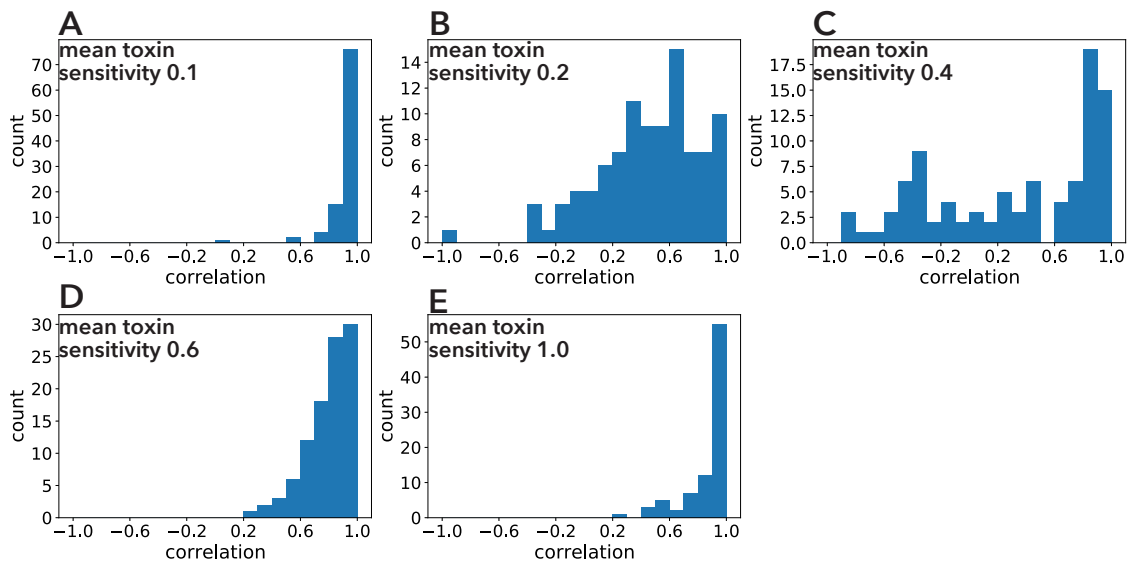 A
mean toxin
sensitivity 0.1
count
70
60
50
40
30
20
10
0
−1.0 −0.6 −0.2 0.2 0.6 1.0
correlation
B
mean toxin
sensitivity 0.2
count
14
12
10
8
6
4
2
0
−1.0 −0.6 −0.2 0.2 0.6 1.0
correlation
C
mean toxin
sensitivity 0.4
count
17.5
15.0
12.5
10.0
7.5
5.0
2.5
0.0
−1.0 −0.6 −0.2 0.2 0.6 1.0
correlation
D
mean toxin
sensitivity 0.6
count
30
25
20
15
10
5
0
−1.0 −0.6 −0.2 0.2 0.6 1.0
correlation
E
mean toxin
sensitivity 1.0
count
50
40
30
20
10
0
−1.0 −0.6 −0.2 0.2 0.6 1.0
correlation